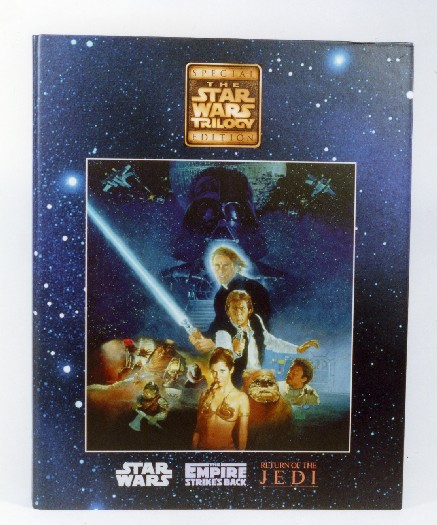 SPECIAL
THE
STAR
WARS
TRILOGY
EDITION
STAR
WARS
THE
EMPIRE
STRIKES BACK
RETURN OF THE
JEDI